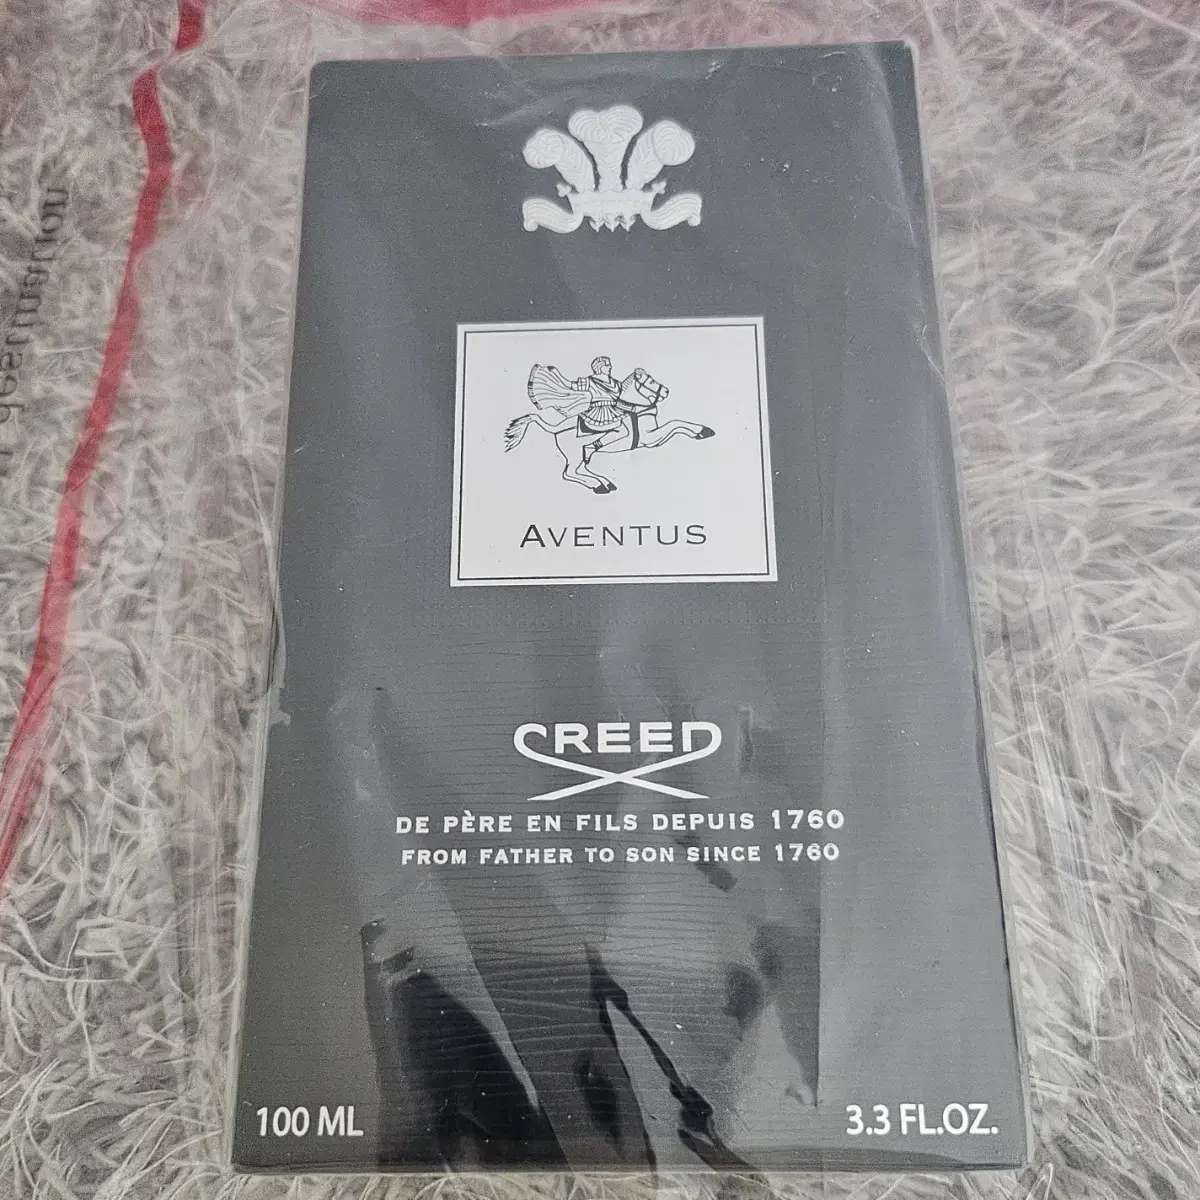 AVENTUS
CREED
DE PÈRE EN FILS DEPUIS 1760
FROM FATHER TO SON SINCE 1760
100 ML
3.3 FL.OZ.